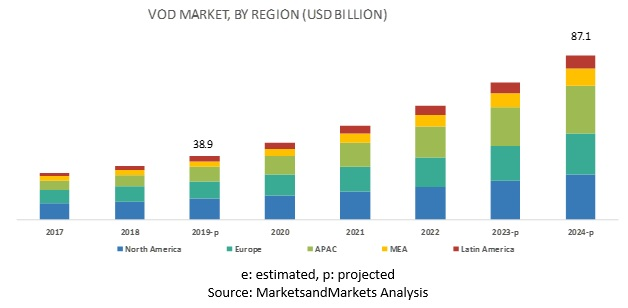 VOD MARKET, BY REGION (USD BILLION)
87.1
38.9
2017 2018 2019-p 2020 2021 2022 2023-p 2024-p
North America Europe APAC MEA Latin America
e: estimated, p: projected
Source: MarketsandMarkets Analysis